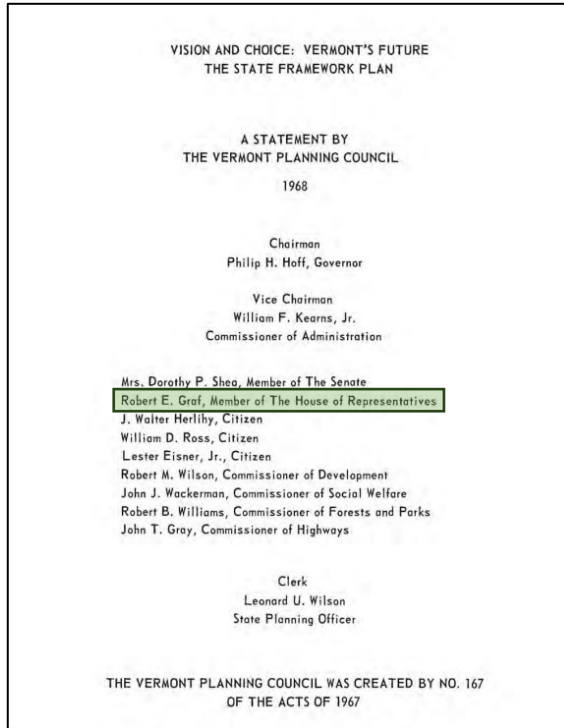 VISION AND CHOICE: VERMONT'S FUTURE
THE STATE FRAMEWORK PLAN
A STATEMENT BY
THE VERMONT PLANNING COUNCIL
1968
Chairman
Philip H. Hoff, Governor
Vice Chairman
William F. Kearns, Jr.
Commissioner of Administration
Mrs. Dorothy P. Shea, Member of The Senate
Robert E. Graf, Member of The House of Representatives
J. Walter Herlihy, Citizen
William D. Ross, Citizen
Lester Eisner, Jr., Citizen
Robert M. Wilson, Commissioner of Development
John J. Wackerman, Commissioner of Social Welfare
Robert B. Williams, Commissioner of Forests and Parks
John T. Gray, Commissioner of Highways
Clerk
Leonard U. Wilson
State Planning Officer
THE VERMONT PLANNING COUNCIL WAS CREATED BY NO. 167
OF THE ACTS OF 1967